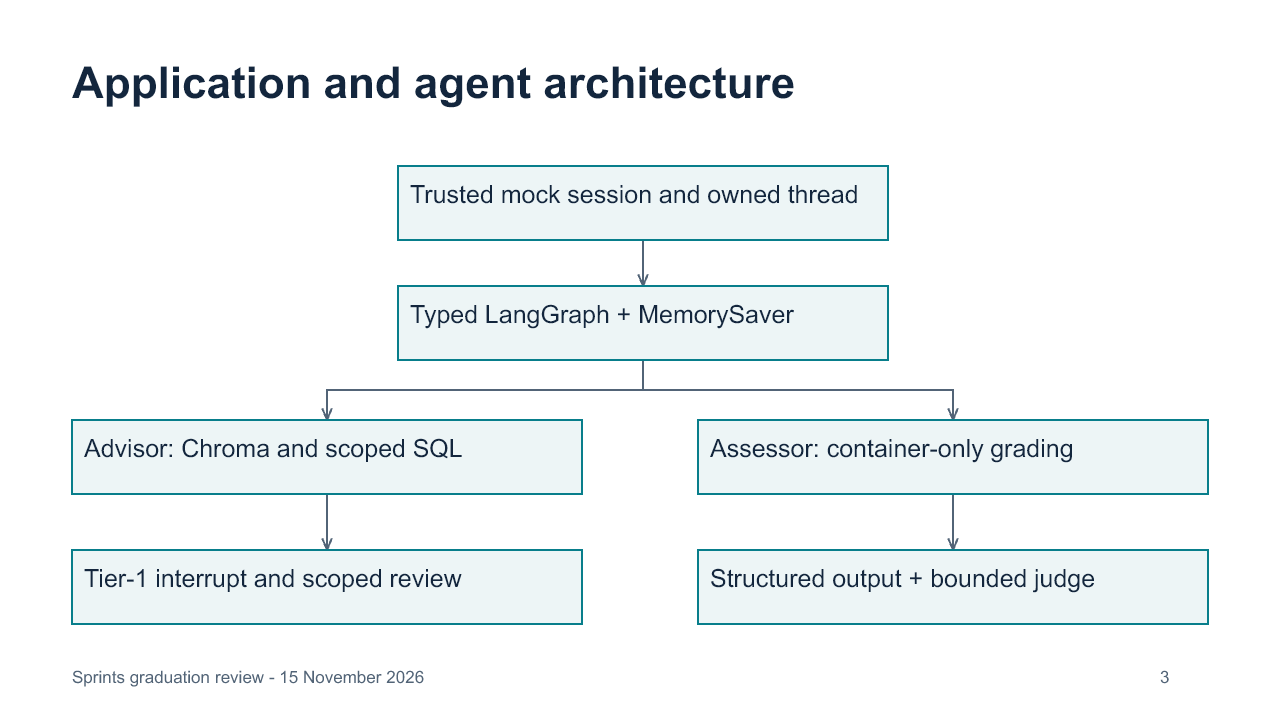 Application and agent architecture
Trusted mock session and owned thread
Typed LangGraph + MemorySaver
Advisor: Chroma and scoped SQL
Assessor: container-only grading
Tier-1 interrupt and scoped review
Structured output + bounded judge
Sprints graduation review - 15 November 2026
3